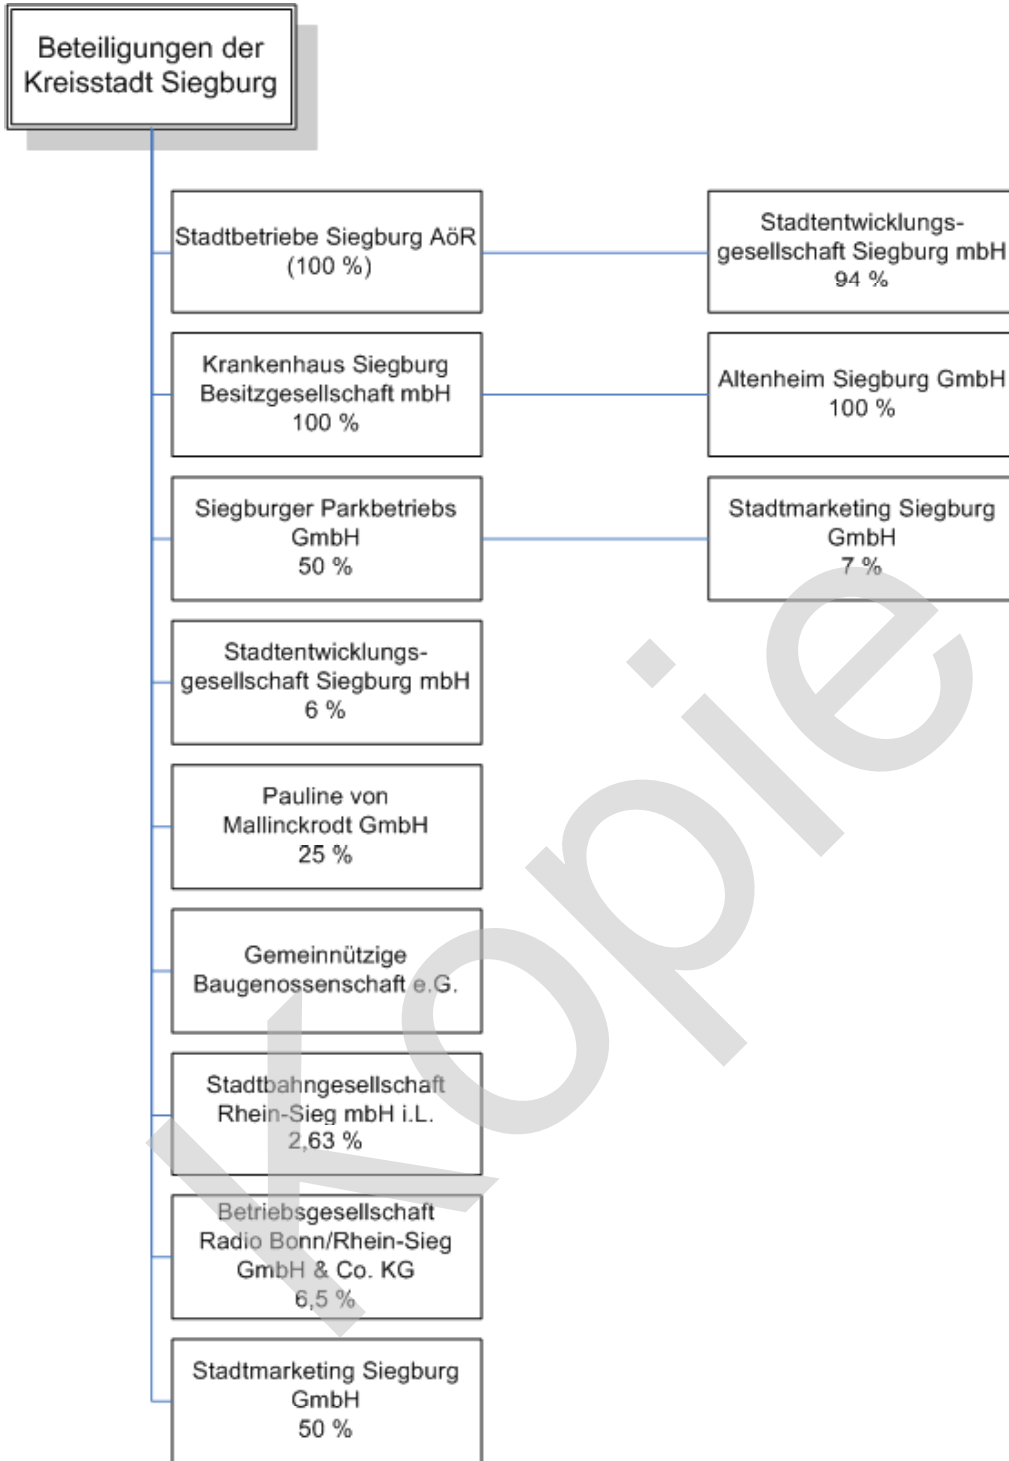 Beteiligungen der
Kreisstadt Siegburg
Stadtbetriebe Siegburg AöR
(100 %)
Stadtentwicklungs-
gesellschaft Siegburg mbH
94 %
Krankenhaus Siegburg
Besitzgesellschaft mbH
100 %
Altenheim Siegburg GmbH
100 %
Siegburger Parkbetriebs
GmbH
50 %
Stadtmarketing Siegburg
GmbH
7 %
Stadtentwicklungs-
gesellschaft Siegburg mbH
6 %
Pauline von
Mallinckrodt GmbH
25 %
Gemeinnützige
Baugenossenschaft e.G.
Stadtbahngesellschaft
Rhein-Sieg mbH i.L.
2,63 %
Betriebsgesellschaft
Radio Bonn/Rhein-Sieg
GmbH & Co. KG
6,5 %
Stadtmarketing Siegburg
GmbH
50 %
Kopie